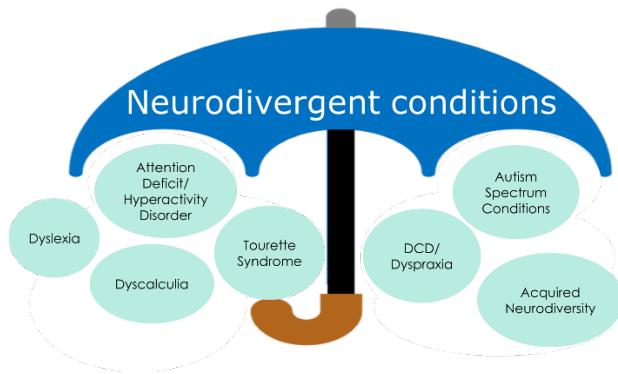 Neurodivergent conditions
Attention
Deficit/
Hyperactivity
Disorder
Autism
Spectrum
Conditions
Dyslexia
Tourette
Syndrome
DCD/
Dyspraxia
Dyscalculia
Acquired
Neurodiversity